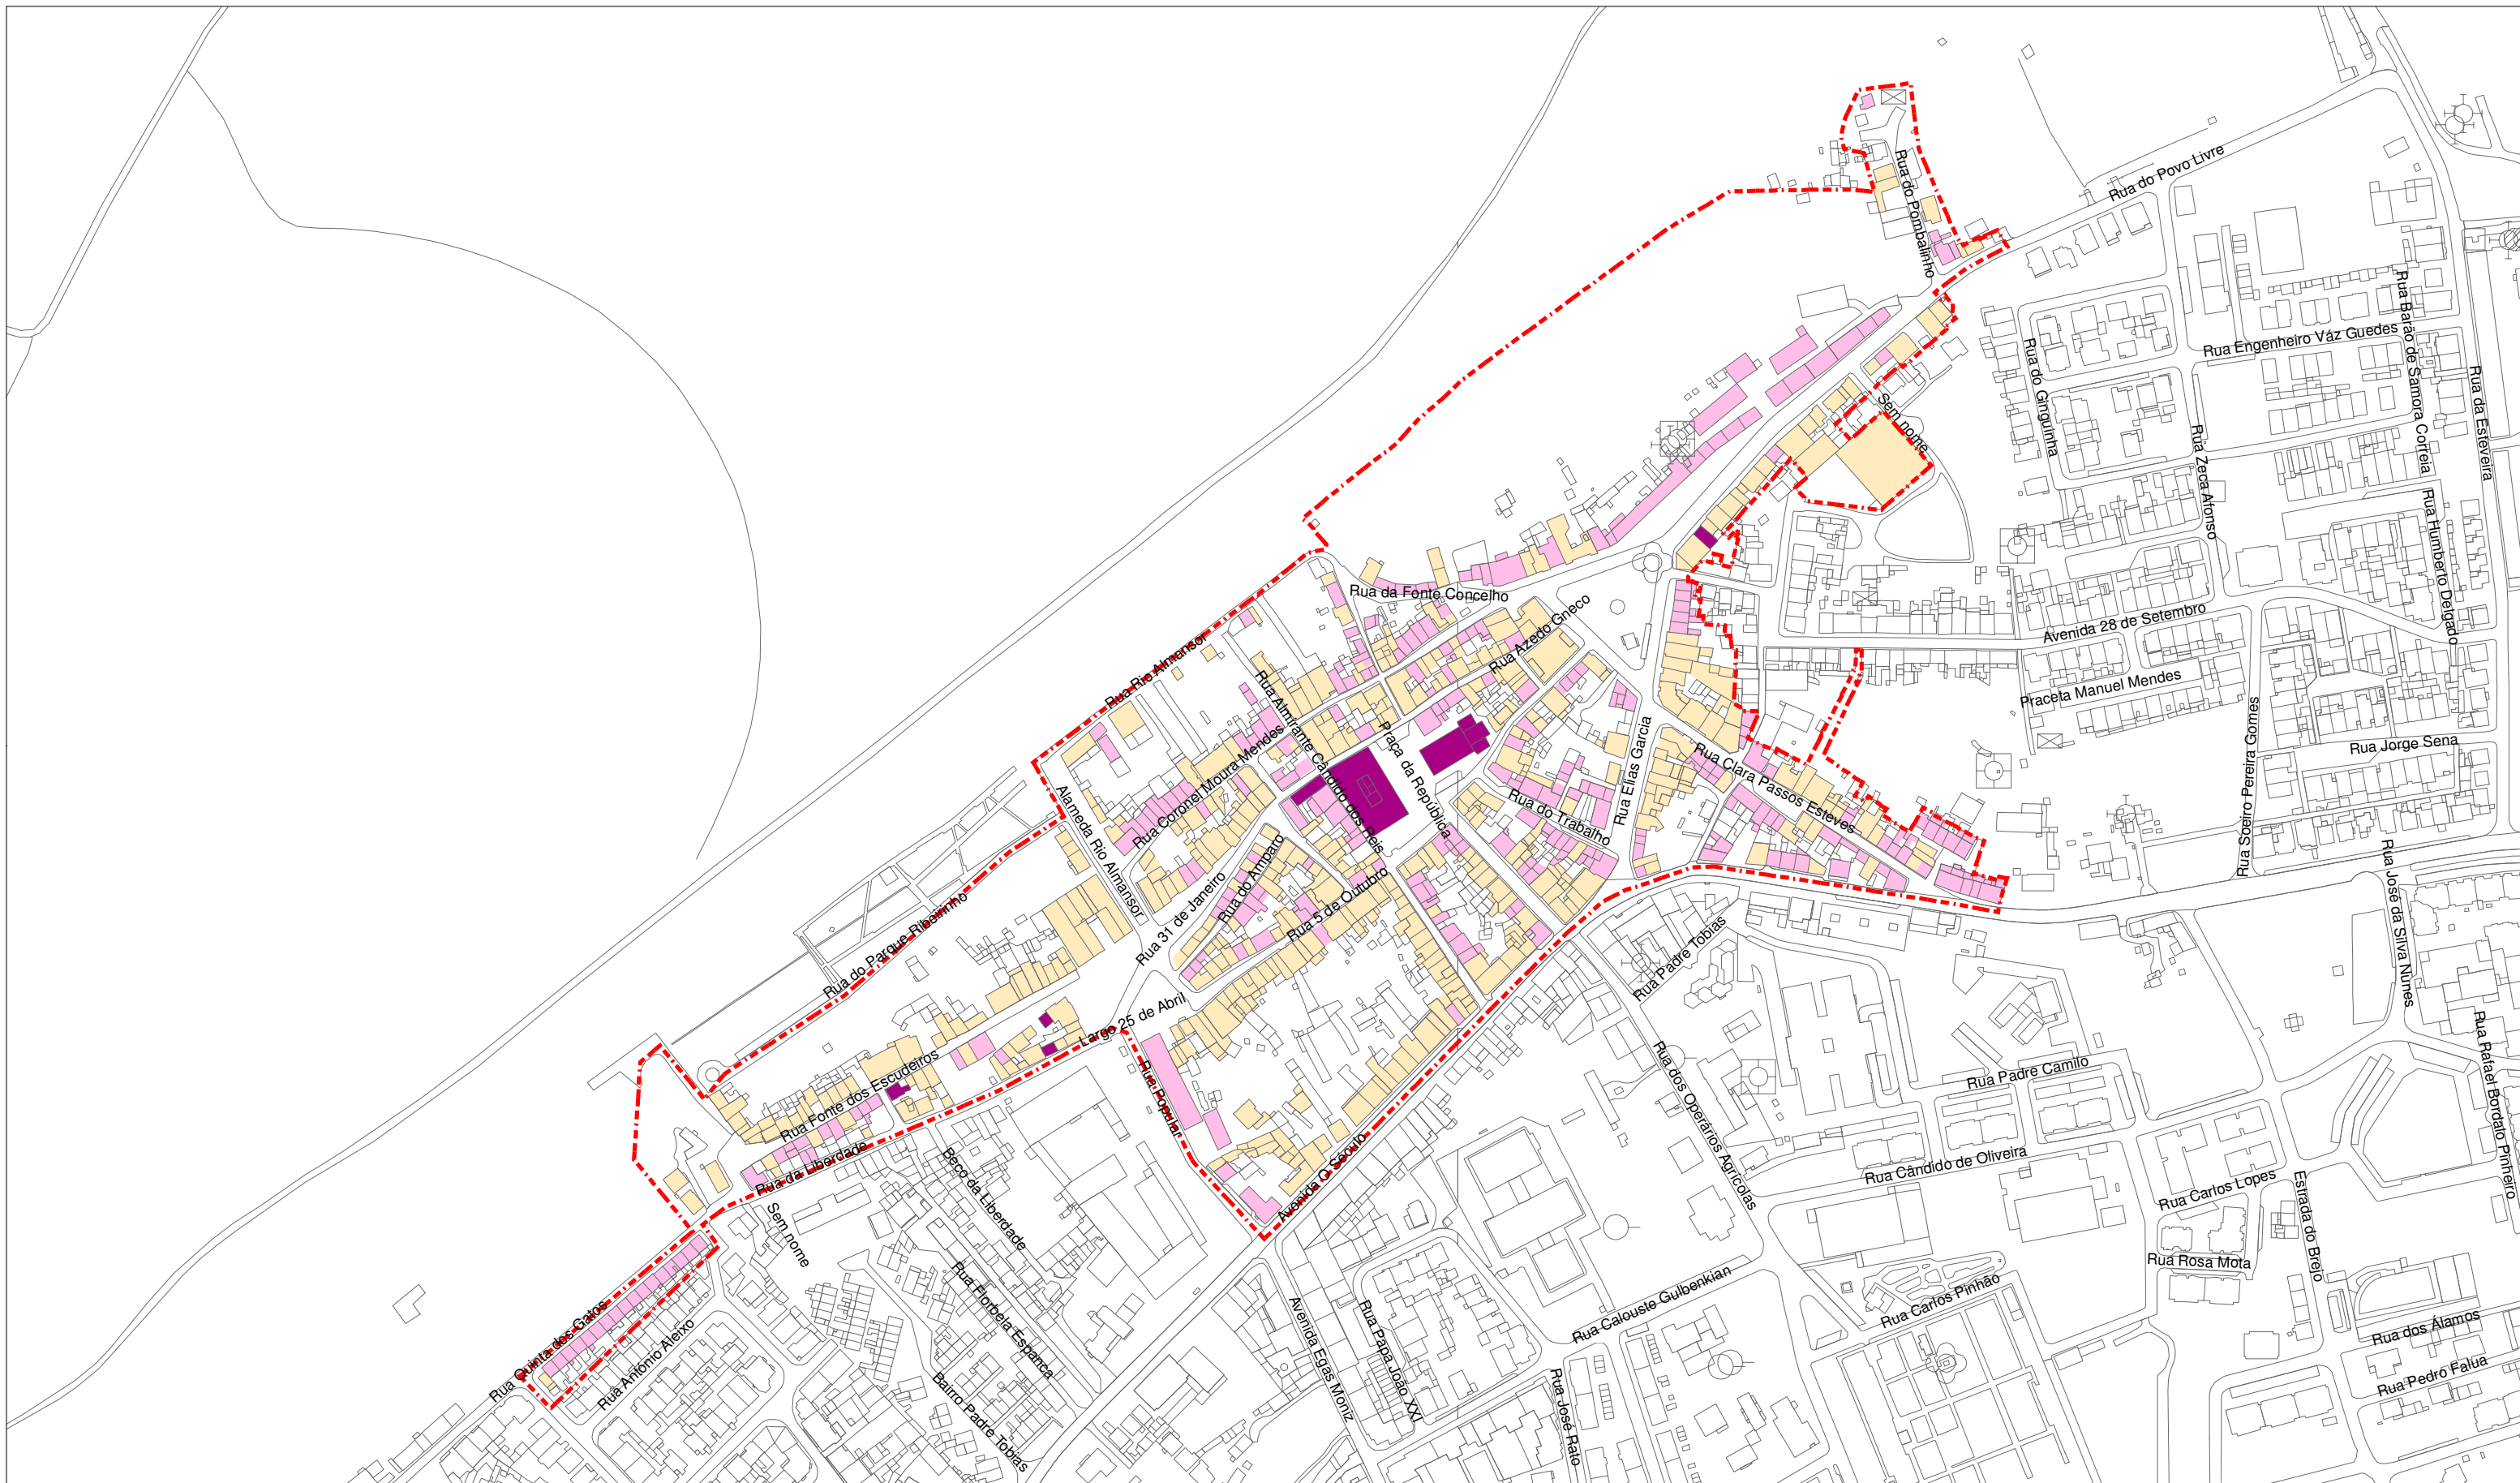 Rua do Povo Livre
Rua do Pombalinho
Rua Engenheiro Váz Guedes
Rua Barão de Samora Correia
Rua do Ginguinha
Rua da Esteveira
Sem nome
Rua Zeca Afonso
Rua Humberto Delgado
Rua da Fonte Concelho
Rua Azedo Gneco
Avenida 28 de Setembro
Rua Rio Almansor
Rua Almirante Cândido dos Reis
Praceta Manuel Mendes
Rua Soeiro Pereira Gomes
Rua Jorge Sena
Praça da República
Rua Elias Garcia
Rua Clara Passos Esteves
Rua Coronel Moura Mendes
Rua do Trabalho
Alameda Rio Almansor
Rua do Amparo
Rua 31 de Janeiro
Rua 5 de Outubro
Rua José da Silva Nunes
Rua do Parque Ribeirinho
Rua Padre Tobias
Largo 25 de Abril
Rua Fonte dos Escudeiros
Rua Popular
Rua dos Operários Agrícolas
Rua Padre Camilo
Rua Rafael Bordalo Pinheiro
Rua da Liberdade
Beco da Liberdade
Avenida O Século
Rua Cândido de Oliveira
Rua Carlos Lopes
Estrada do Brejo
Sem nome
Rua Rosa Mota
Rua Florbela Espanca
Rua Calouste Gulbenkian
Rua Carlos Pinhão
Rua Quinta dos Gatos
Rua António Aleixo
Avenida Egas Moniz
Rua Papa João XXI
Rua dos Álamos
Rua José Rato
Rua Pedro Falua
Bairro Padre Tobias